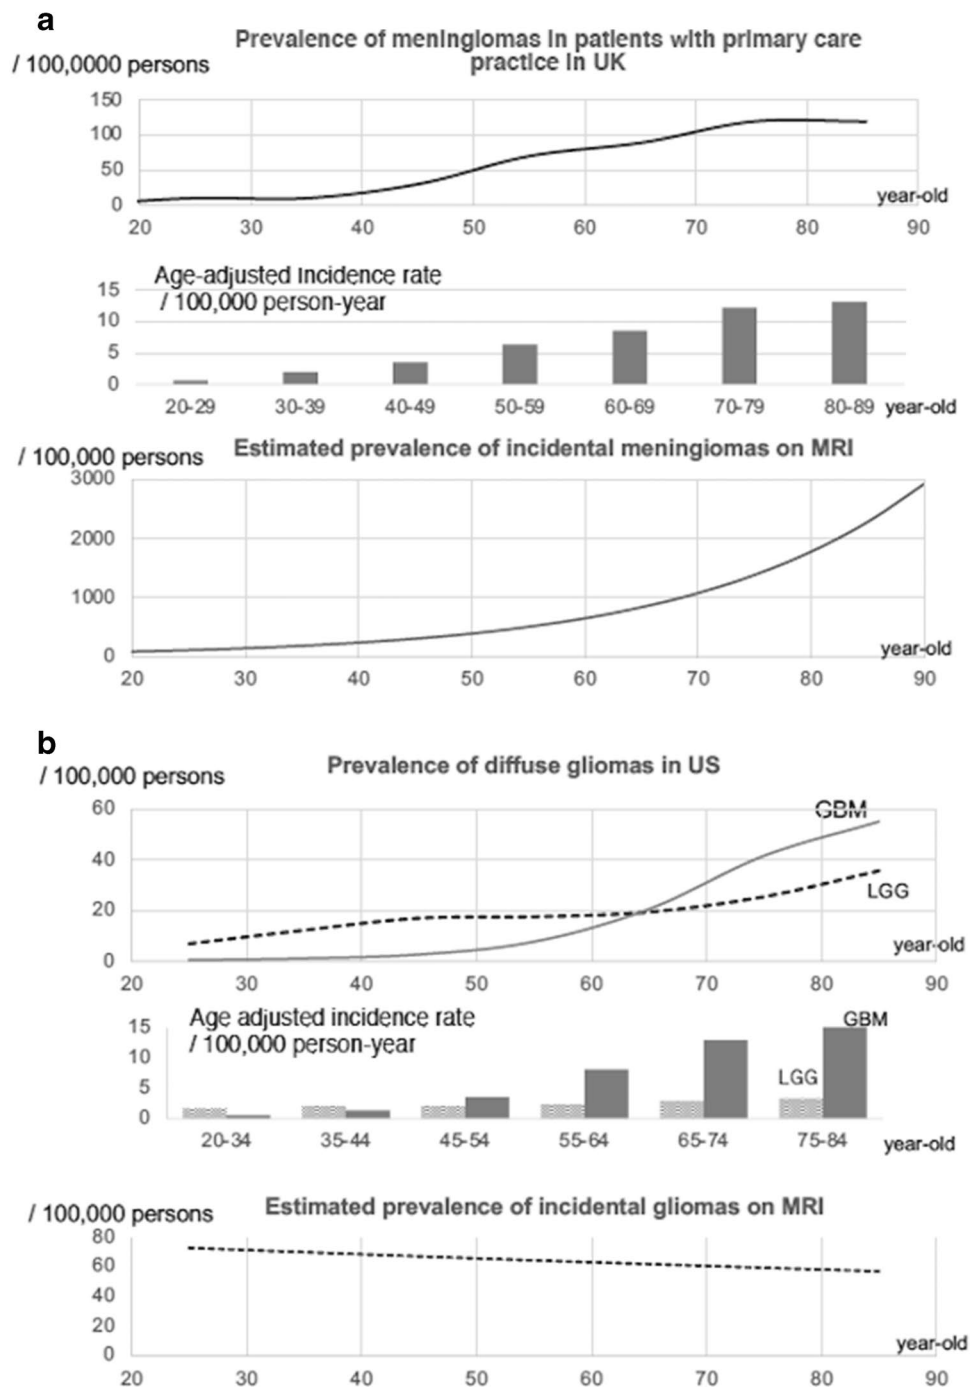 a
Prevalence of meningiomas in patients with primary care
/ 100,0000 persons
practice in UK
150
100
50
0
year-old
20 30 40 50 60 70 80 90
Age-adjusted incidence rate
/ 100,000 person-year
15
10
5
0
20-29 30-39 40-49 50-59 60-69 70-79 80-89 year-old
/ 100,000 persons
Estimated prevalence of incidental meningiomas on MRI
3000
2000
1000
0
year-old
20 30 40 50 60 70 80 90
b
Prevalence of diffuse gliomas in US
/ 100,000 persons
60
GBM
40
LGG
20
year-old
0
20 30 40 50 60 70 80 90
Age adjusted incidence rate
/ 100,000 person-year
15
GBM
10
LGG
5
0
20-34 35-44 45-54 55-64 65-74 75-84 year-old
/ 100,000 persons
Estimated prevalence of incidental gliomas on MRI
80
60
40
20
0
year-old
20 30 40 50 60 70 80 90